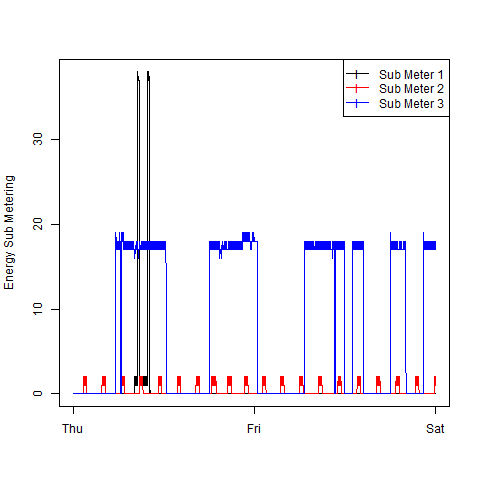 Sub Meter 1
Sub Meter 2
Sub Meter 3
Energy Sub Metering
30
20
10
0
Thu Fri Sat